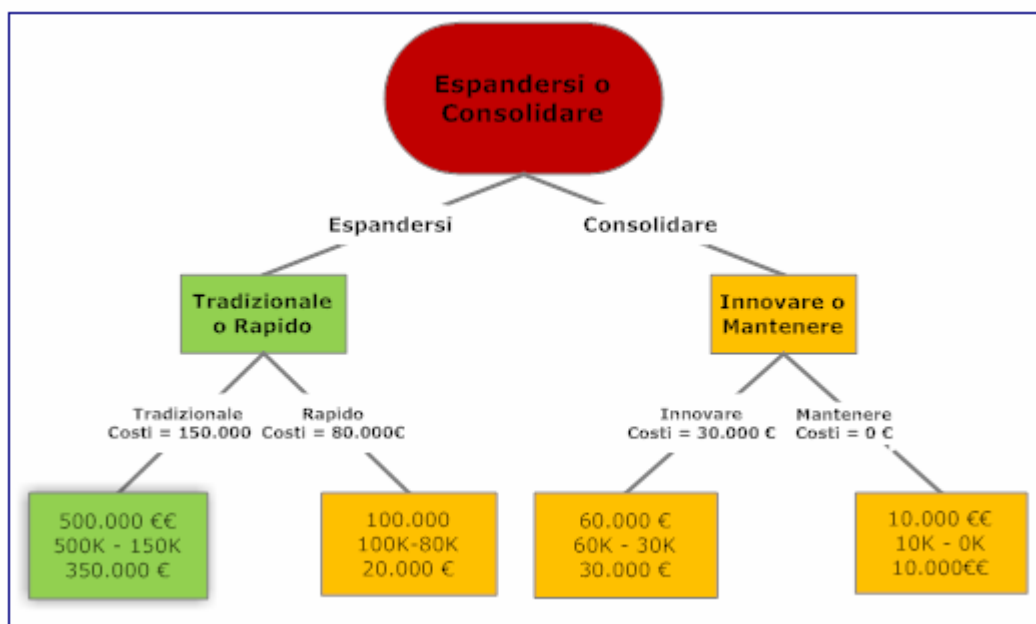 Espandersi o
Consolidare
Espandersi
Consolidare
Tradizionale
o Rapido
Innovare o
Mantenere
Tradizionale
Costi = 150.000
Rapido
Costi = 80.000€
Innovare
Costi = 30.000 €
Mantenere
Costi = 0 €
500.000 €€
500K - 150K
350.000 €
100.000
100K-80K
20.000 €
60.000 €
60K - 30K
30.000 €
10.000 €€
10K - 0K
10.000€€